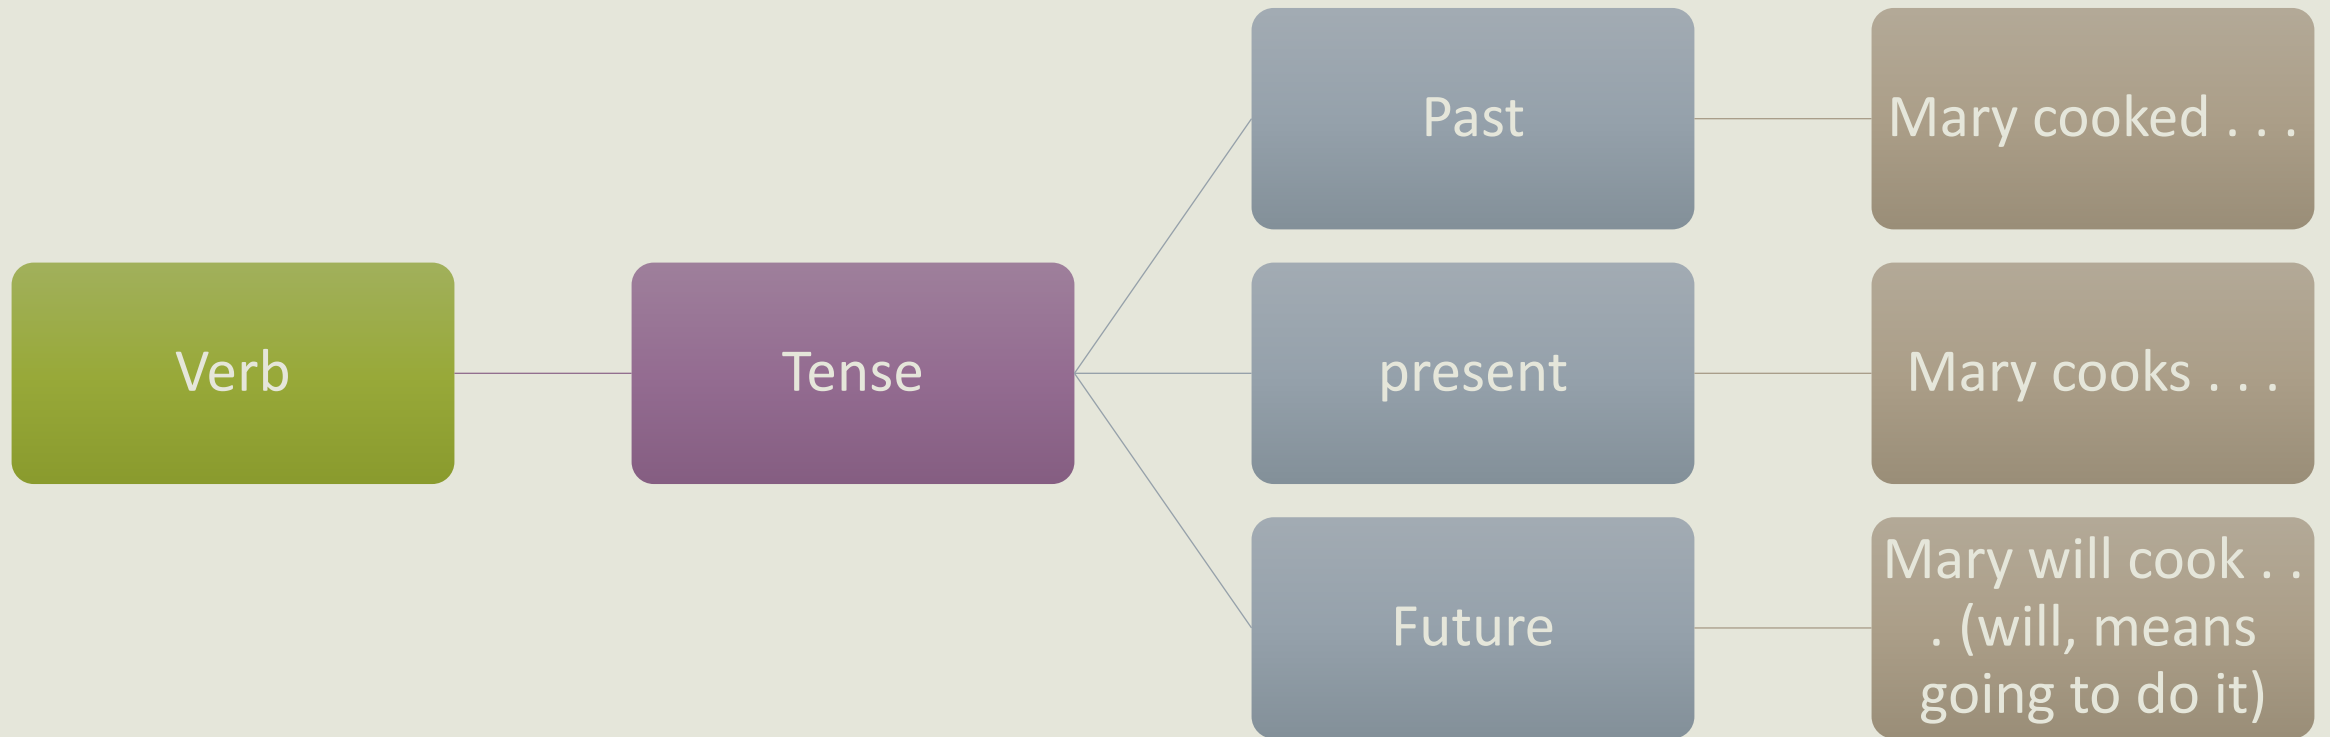 Verb
Tense
Past
Mary cooked . . .
present
Mary cooks . . .
Future
Mary will cook . .
. (will, means
going to do it)